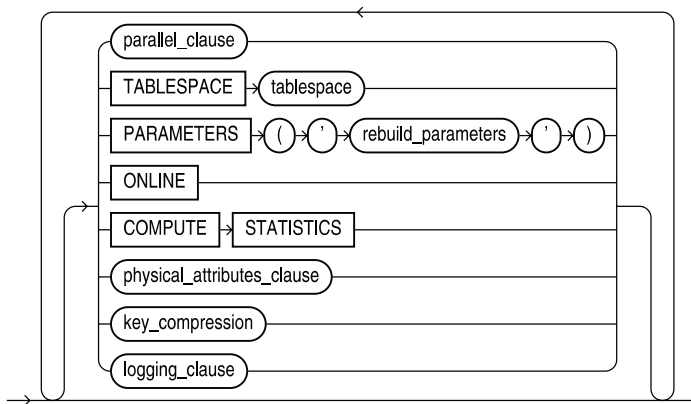 parallel_clause
TABLESPACE tablespace
PARAMETERS ( ' rebuild_parameters ' )
ONLINE
COMPUTE STATISTICS
physical_attributes_clause
key_compression
logging_clause